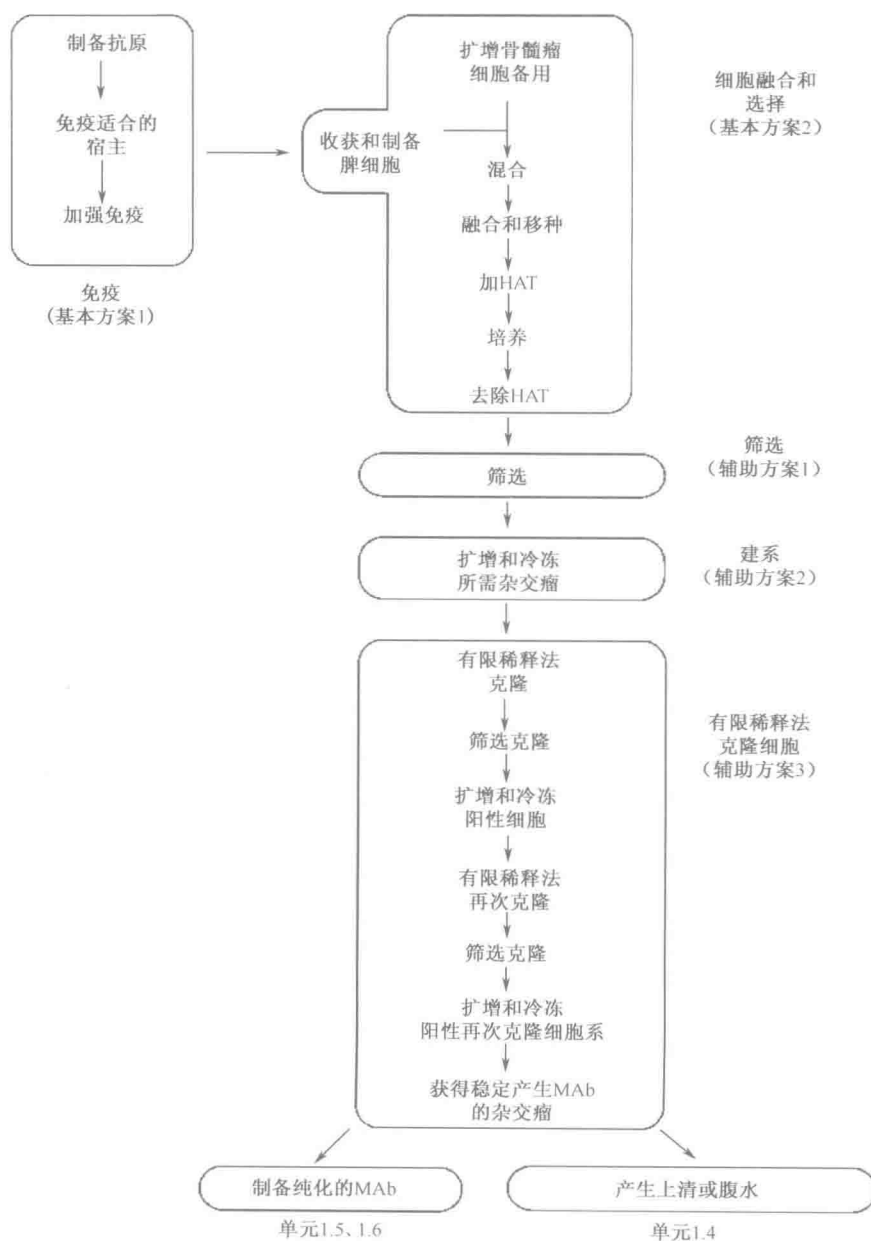 制备抗原
免疫适合的
宿主
加强免疫
免疫
(基本方案1)
扩增骨髓瘤
细胞备用
收获和制备
脾细胞
混合
融合和移种
加HAT
培养
去除HAT
细胞融合和
选择
(基本方案2)
筛选
筛选
(辅助方案1)
扩增和冷冻
所需杂交瘤
建系
(辅助方案2)
有限稀释法
克隆
筛选克隆
扩增和冷冻
阳性细胞
有限稀释法
再次克隆
筛选克隆
扩增和冷冻
阳性再次克隆细胞系
获得稳定产生MAb
的杂交瘤
有限稀释法
克隆细胞
(辅助方案3)
制备纯化的MAb
单元1.5、1.6
产生上清或腹水
单元1.4